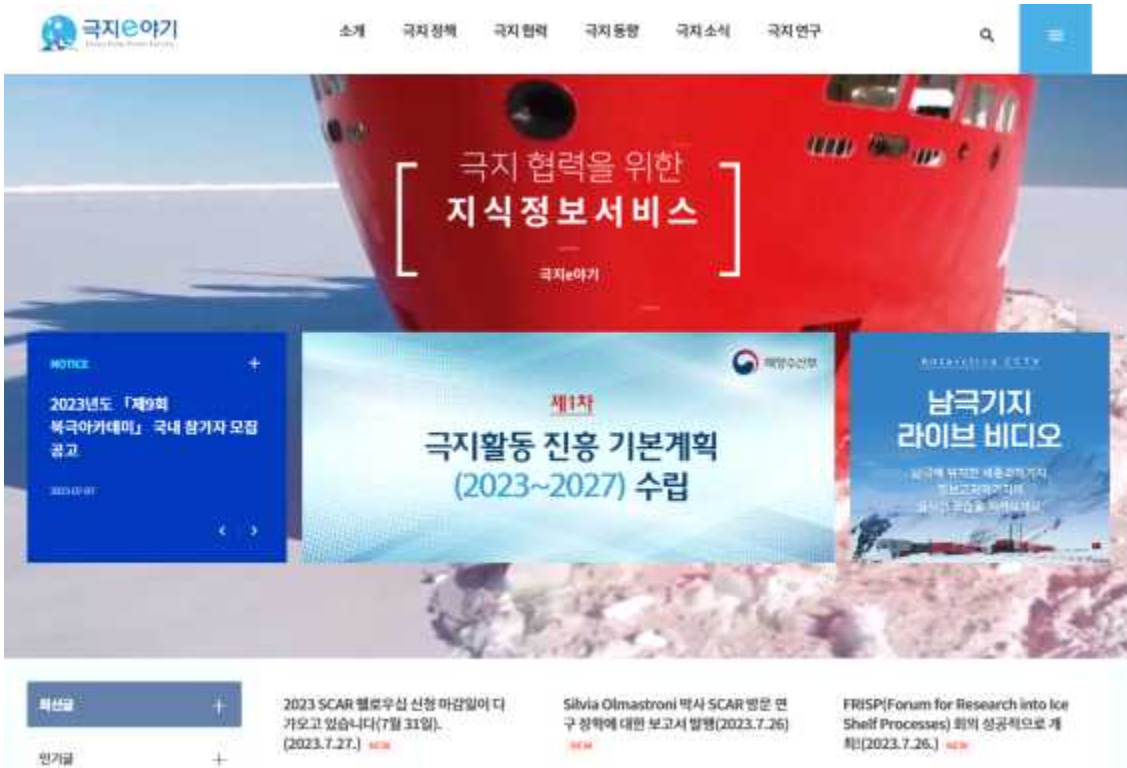 극지e야기
소개 극지 정책 극지 협력 극지 동향 극지 소식 극지 연구
극지 협력을 위한
지식정보서비스
극지e야기
NOTICE
2023년도 「제9회
북극아카데미」 국내 참가자 모집
공고
해양수산부
제1차
극지활동 진흥 기본계획
(2023~2027) 수립
Antarctica CCTV
남극기지
라이브 비디오
최신글
인기글
2023 SCAR 펠로우십 신청 마감일이 다
가오고 있습니다(7월 31일).
(2023.7.27.) NEW
Silvia Olmastroni 박사 SCAR 방문 연
구 장학에 대한 보고서 발행(2023.7.26)
NEW
FRISP(Forum for Research into Ice
Shelf Processes) 회의 성공적으로 개
최!(2023.7.26.) NEW